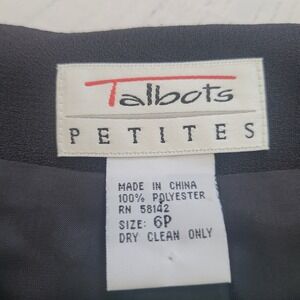 Talbots
PETITES
MADE IN CHINA
100% POLYESTER
RN 58142
SIZE: 6P
DRY CLEAN ONLY